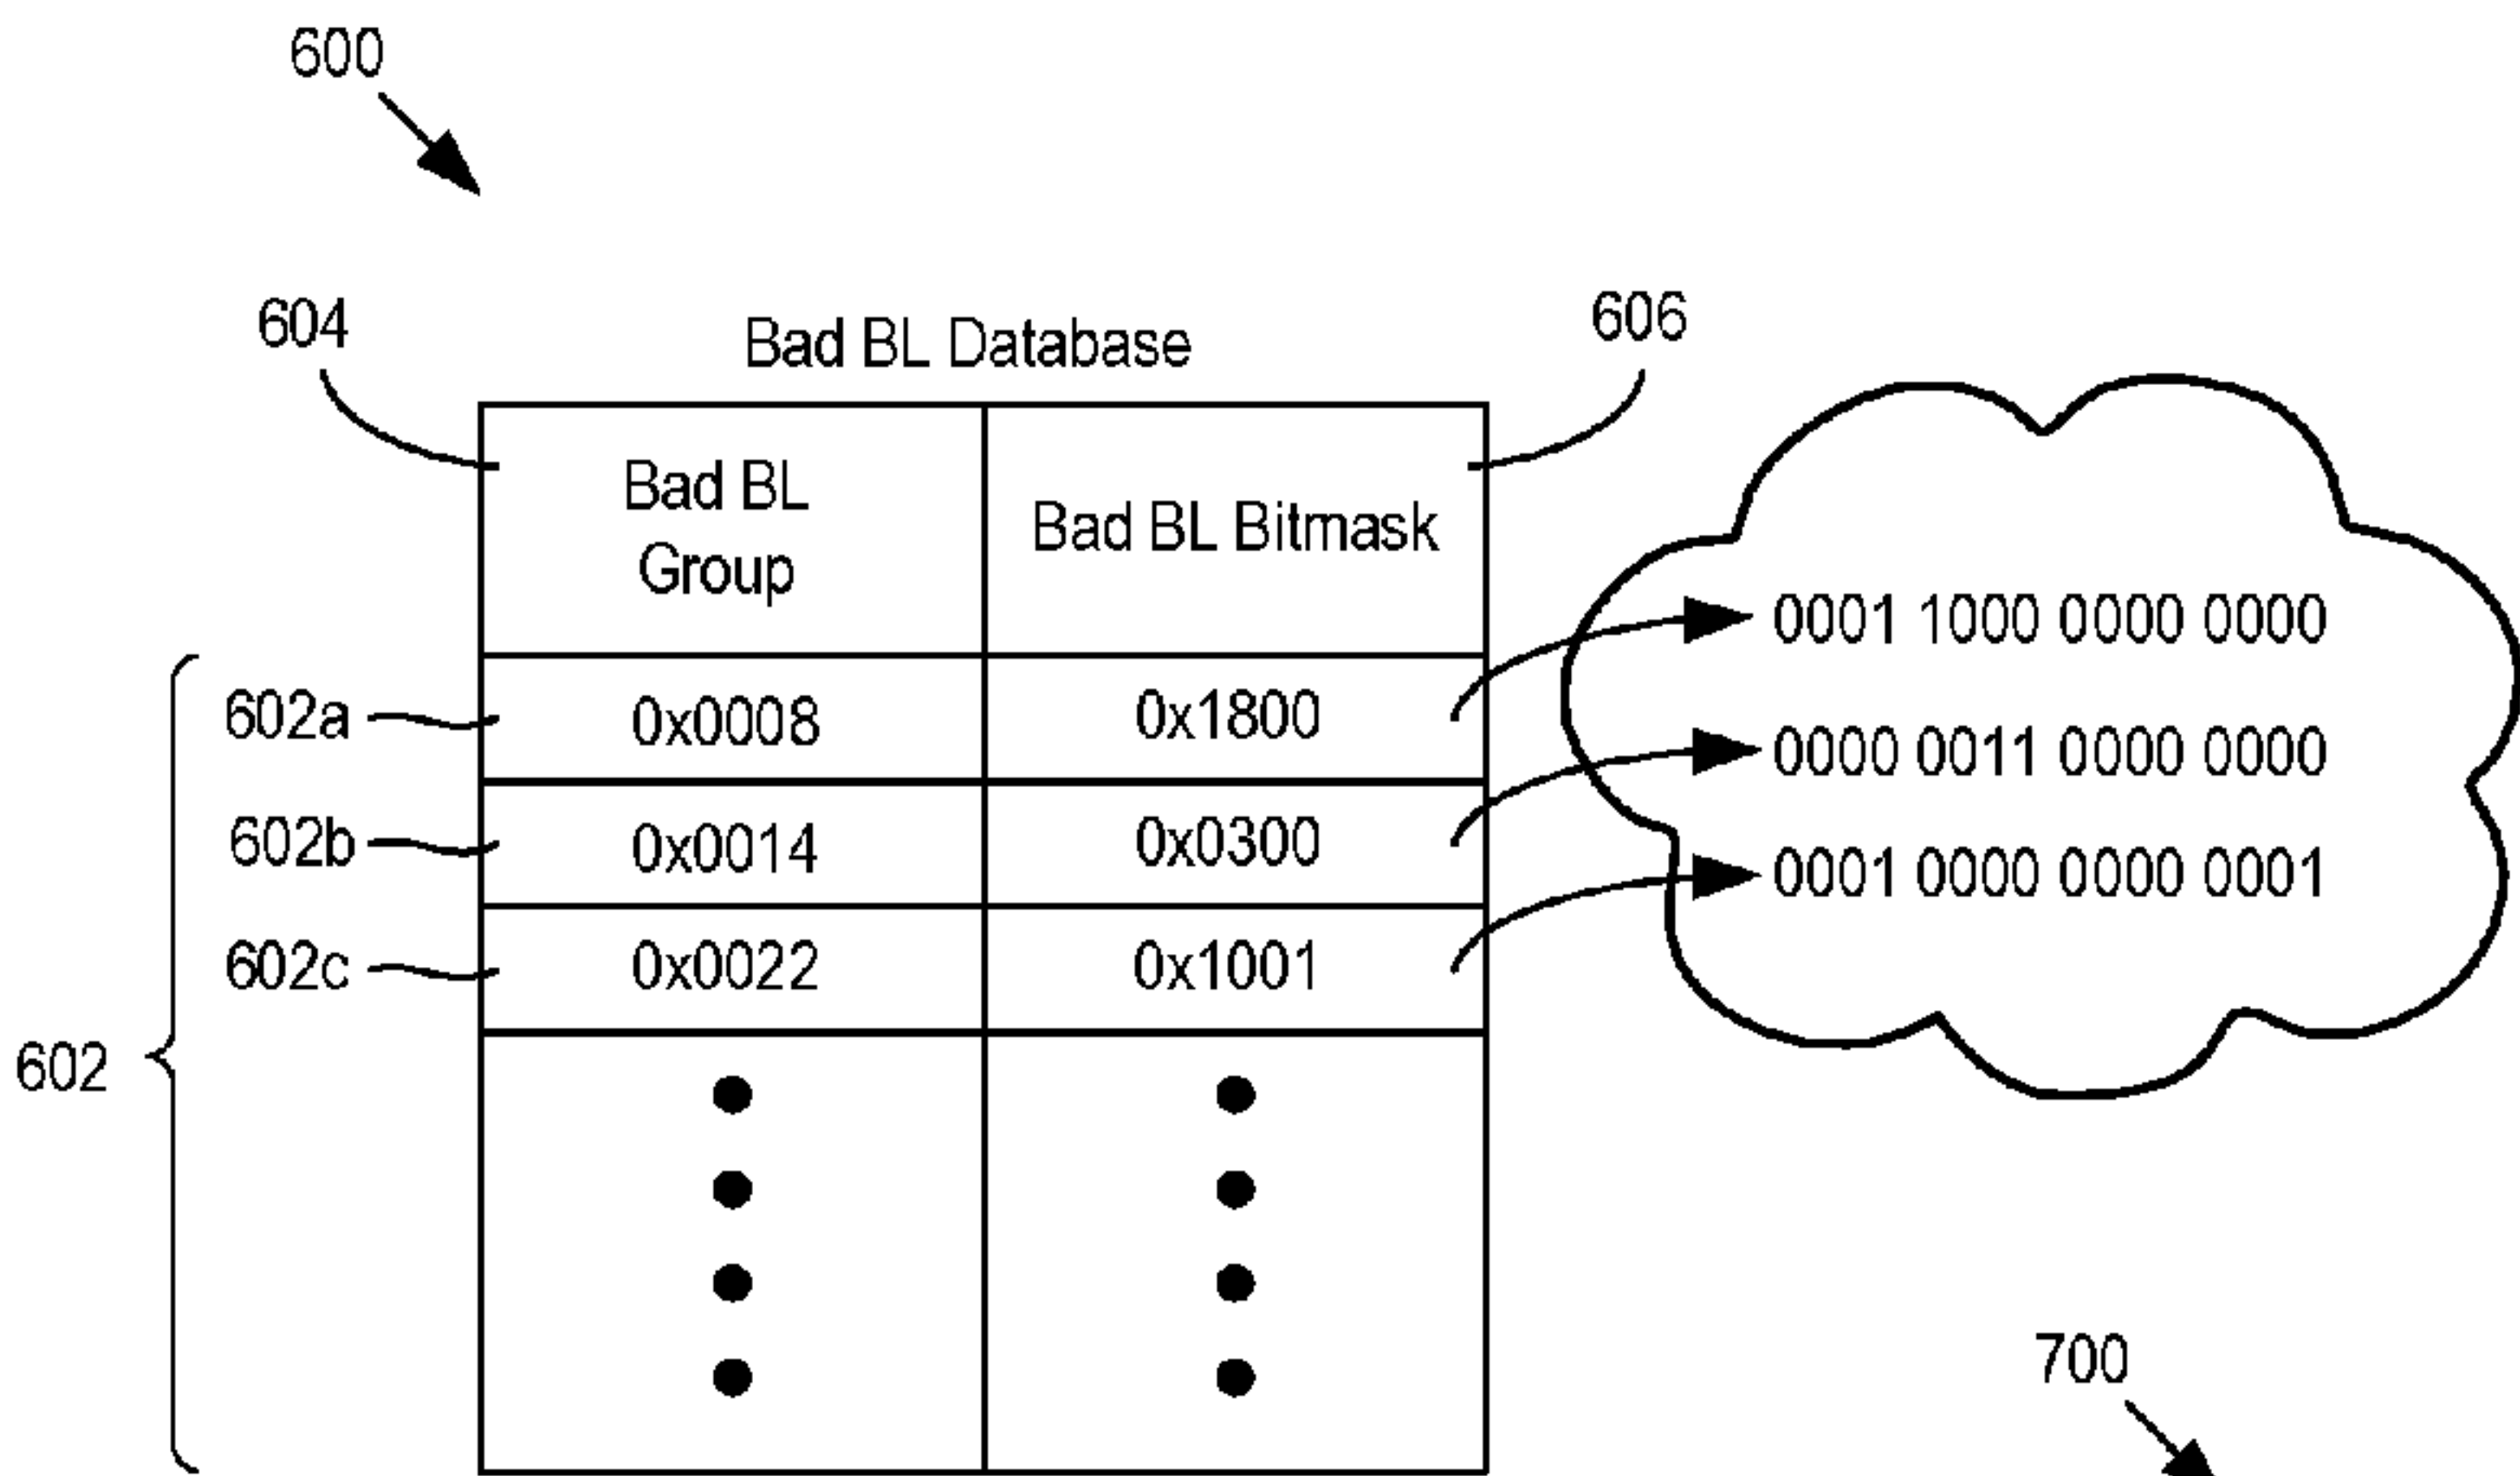 600
604
Bad BL Database
606
Bad BL
Group
Bad BL Bitmask
0001 1000 0000 0000
602a
0x0008
0x1800
0000 0011 0000 0000
602b
0x0014
0x0300
0001 0000 0000 0001
602c
0x0022
0x1001
602
700